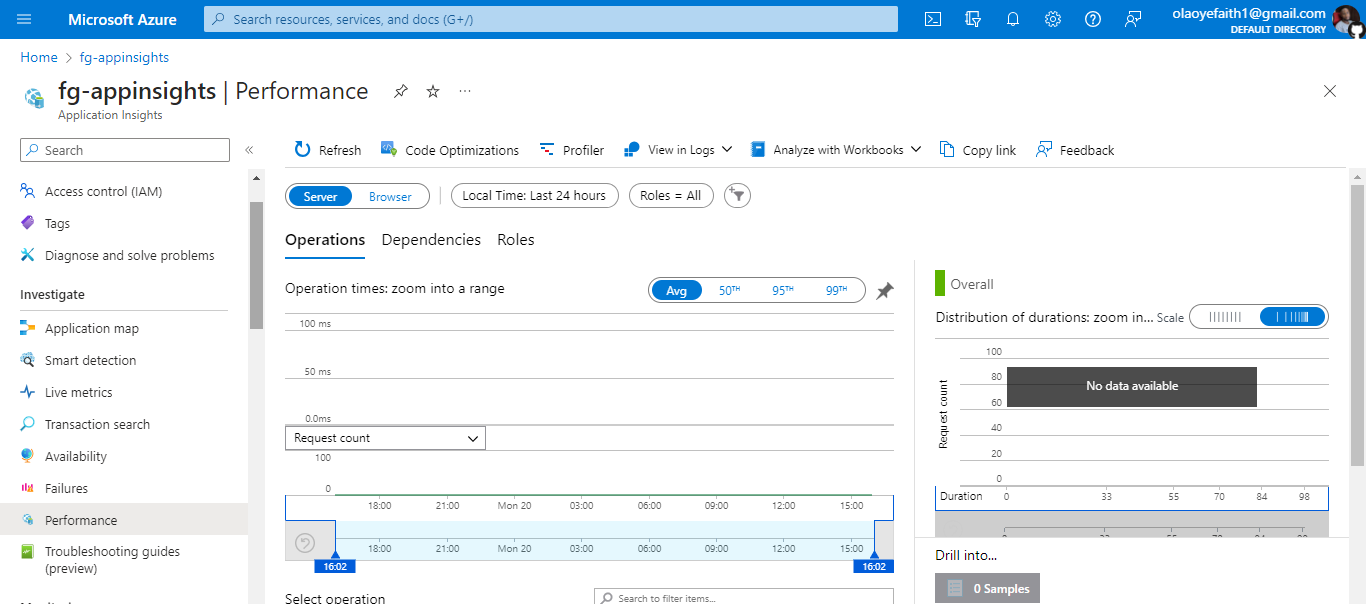 Microsoft Azure
Search resources, services, and docs (G+/)
olaoyefaith1@gmail.com
DEFAULT DIRECTORY
Home > fg-appinsights
fg-appinsights | Performance
Application Insights
Search
Access control (IAM)
Tags
Diagnose and solve problems
Investigate
Application map
Smart detection
Live metrics
Transaction search
Availability
Failures
Performance
Troubleshooting guides
(preview)
Refresh
Code Optimizations
Profiler
View in Logs
Analyze with Workbooks
Copy link
Feedback
Server
Browser
Local Time: Last 24 hours
Roles = All
Operations
Dependencies
Roles
Operation times: zoom into a range
Avg
50TH
95TH
99TH
100 ms
50 ms
0.0ms
Request count
100
0
18:00 21:00 Mon 20 03:00 06:00 09:00 12:00 15:00
18:00 21:00 Mon 20 03:00 06:00 09:00 12:00 15:00
16:02
16:02
Select operation
Search to filter items...
Overall
Distribution of durations: zoom in...
Scale
Request count
100
80
60
40
20
0
No data available
Duration 0 33 55 70 84 98
Drill into...
0 Samples